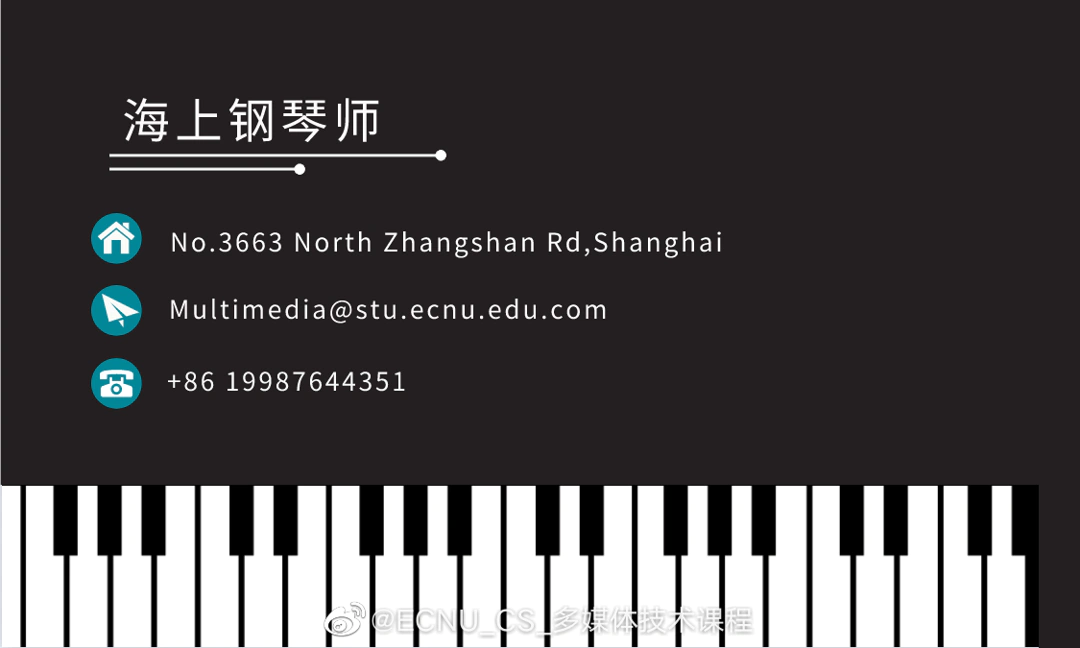 海上钢琴师
No.3663 North Zhangshan Rd,Shanghai
Multimedia@stu.ecnu.edu.com
+86 19987644351
@ECNU_CS_多媒体技术课程